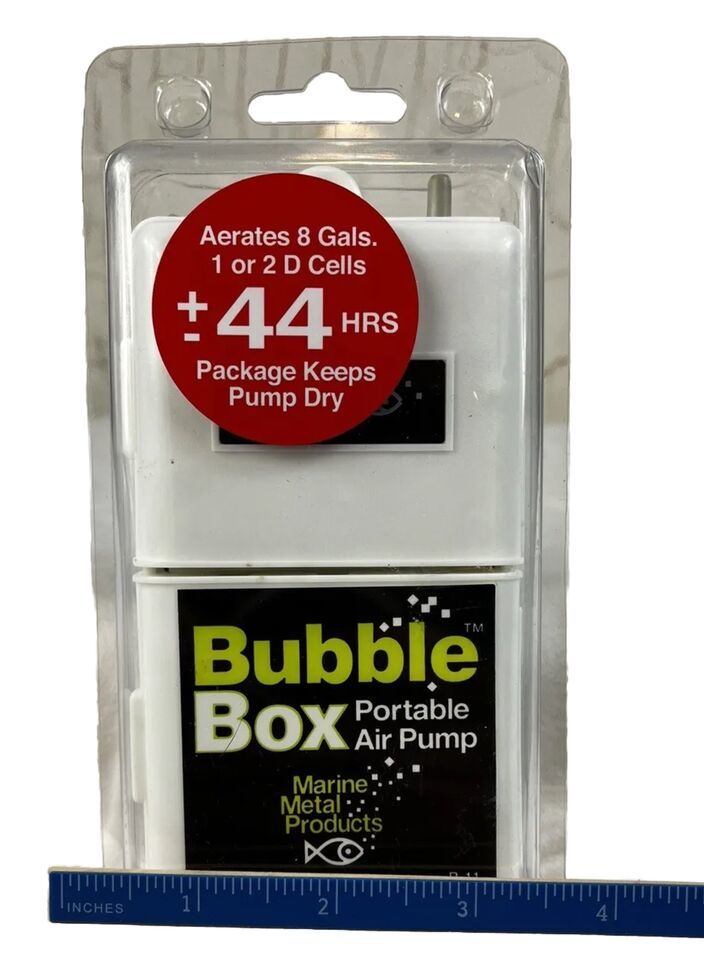 Aerates 8 Gals.
1 or 2 D Cells
± 44 HRS
Package Keeps
Pump Dry
Bubble™
Box Portable
Air Pump
Marine
Metal
Products
INCHES 1 2 3 4